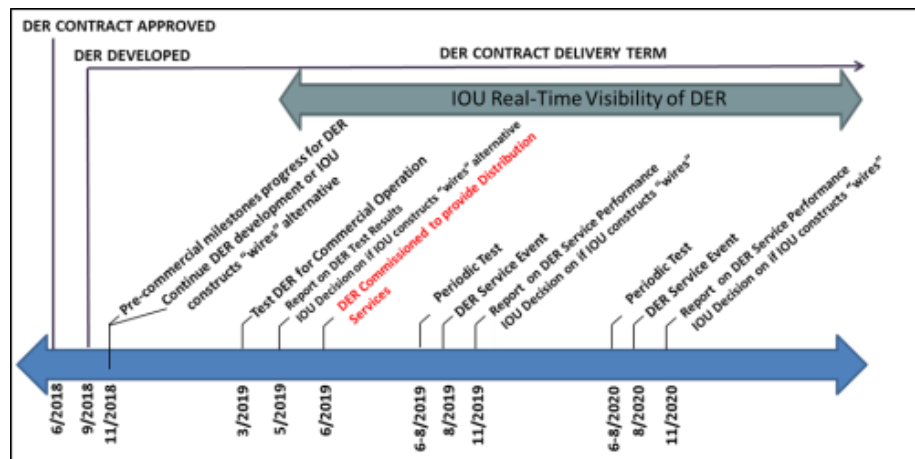 DER CONTRACT APPROVED
DER DEVELOPED
DER CONTRACT DELIVERY TERM
IOU Real-Time Visibility of DER
Pre-commercial milestones progress for DER
Continue DER development or IOU
constructs "wires" alternative
Test DER for Commercial Operation
Report on DER Test Results
IOU Decision on if IOU constructs "wires" alternative
DER Commissioned to provide Distribution
Services
Periodic Test
DER Service Event
Report on DER Service Performance
IOU Decision on if IOU constructs "wires"
Periodic Test
DER Service Event
Report on DER Service Performance
IOU Decision on if IOU constructs "wires"
6/2018
9/2018
11/2018
3/2019
5/2019
6/2019
6-8/2019
8/2019
11/2019
6-8/2020
8/2020
11/2020